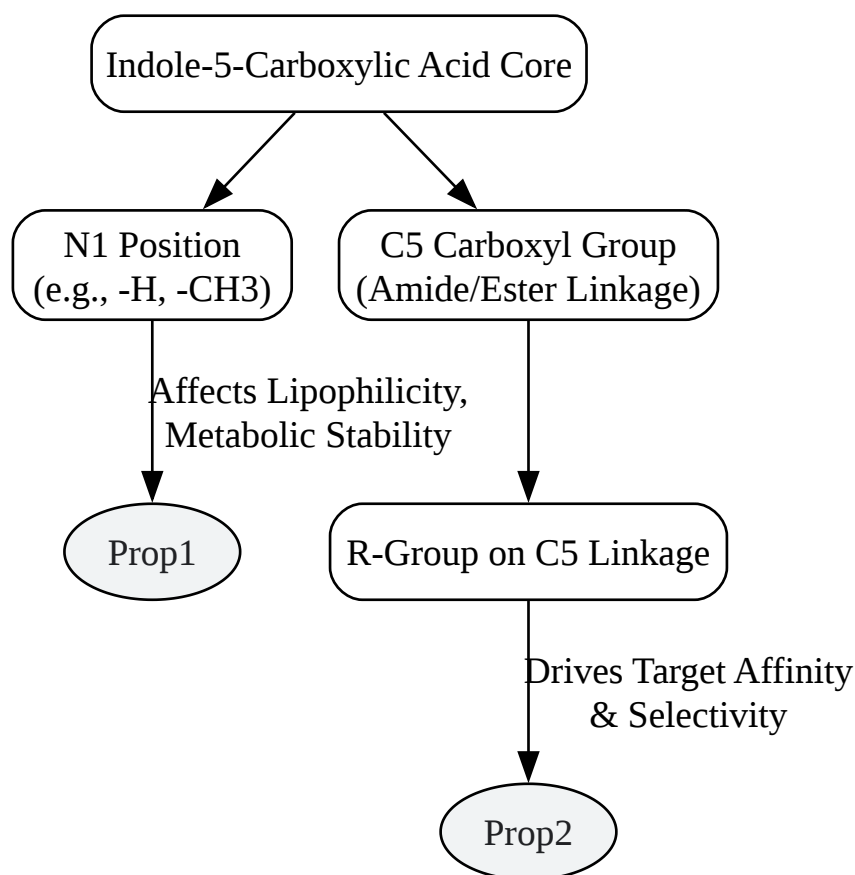 Indole-5-Carboxylic Acid Core
N1 Position
(e.g., -H, -CH3)
C5 Carboxyl Group
(Amide/Ester Linkage)
Affects Lipophilicity,
Metabolic Stability
Prop1
R-Group on C5 Linkage
Drives Target Affinity
& Selectivity
Prop2